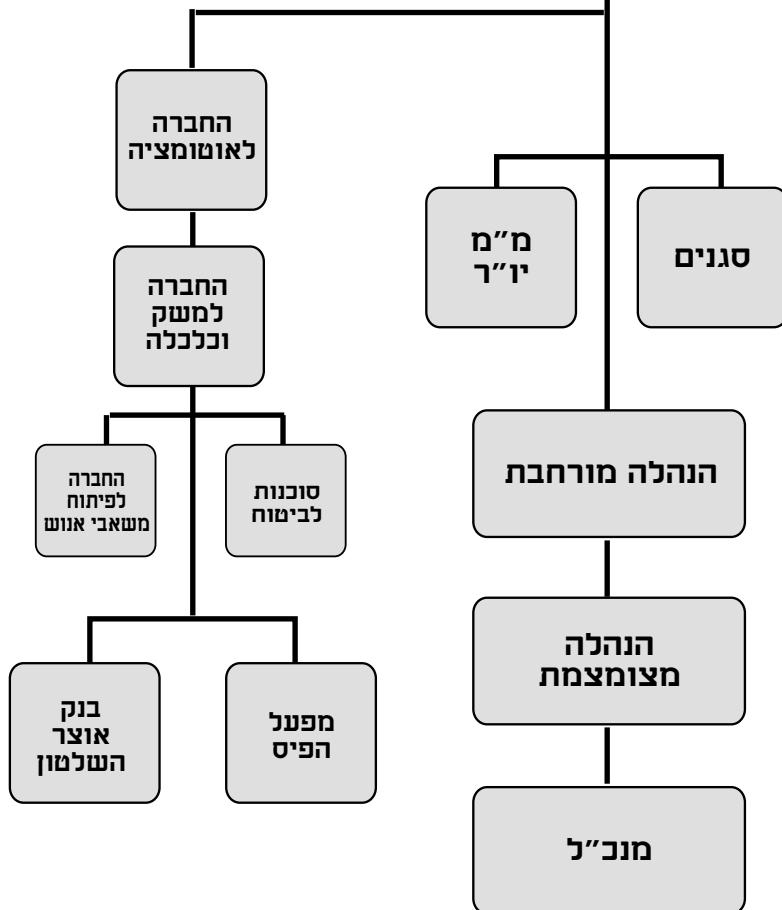 החברה
לאוטומציה
סגנים
מ״מ
יו״ר
החברה
למשק
וכלכלה
הנהלה מורחבת
סוכנות
לביטוח
החברה
לפיתוח
משאבי אנוש
הנהלה
מצומצמת
מפעל
הפיס
בנק
אוצר
השלטון
מנכ״ל